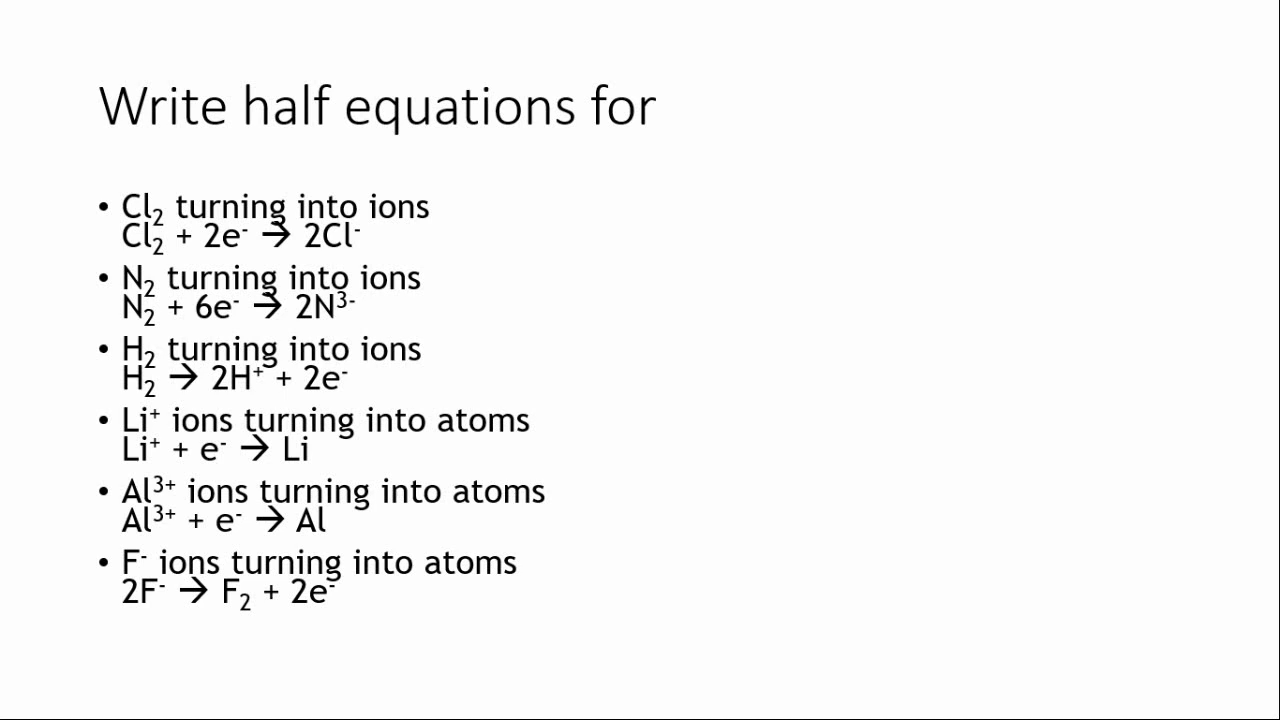 Write half equations for
• Cl₂ turning into ions
Cl₂ + 2e⁻ → 2Cl⁻
• N₂ turning into ions
N₂ + 6e⁻ → 2N³⁻
• H₂ turning into ions
H₂ → 2H⁺ + 2e⁻
• Li⁺ ions turning into atoms
Li⁺ + e⁻ → Li
• Al³⁺ ions turning into atoms
Al³⁺ + e⁻ → Al
• F⁻ ions turning into atoms
2F⁻ → F₂ + 2e⁻